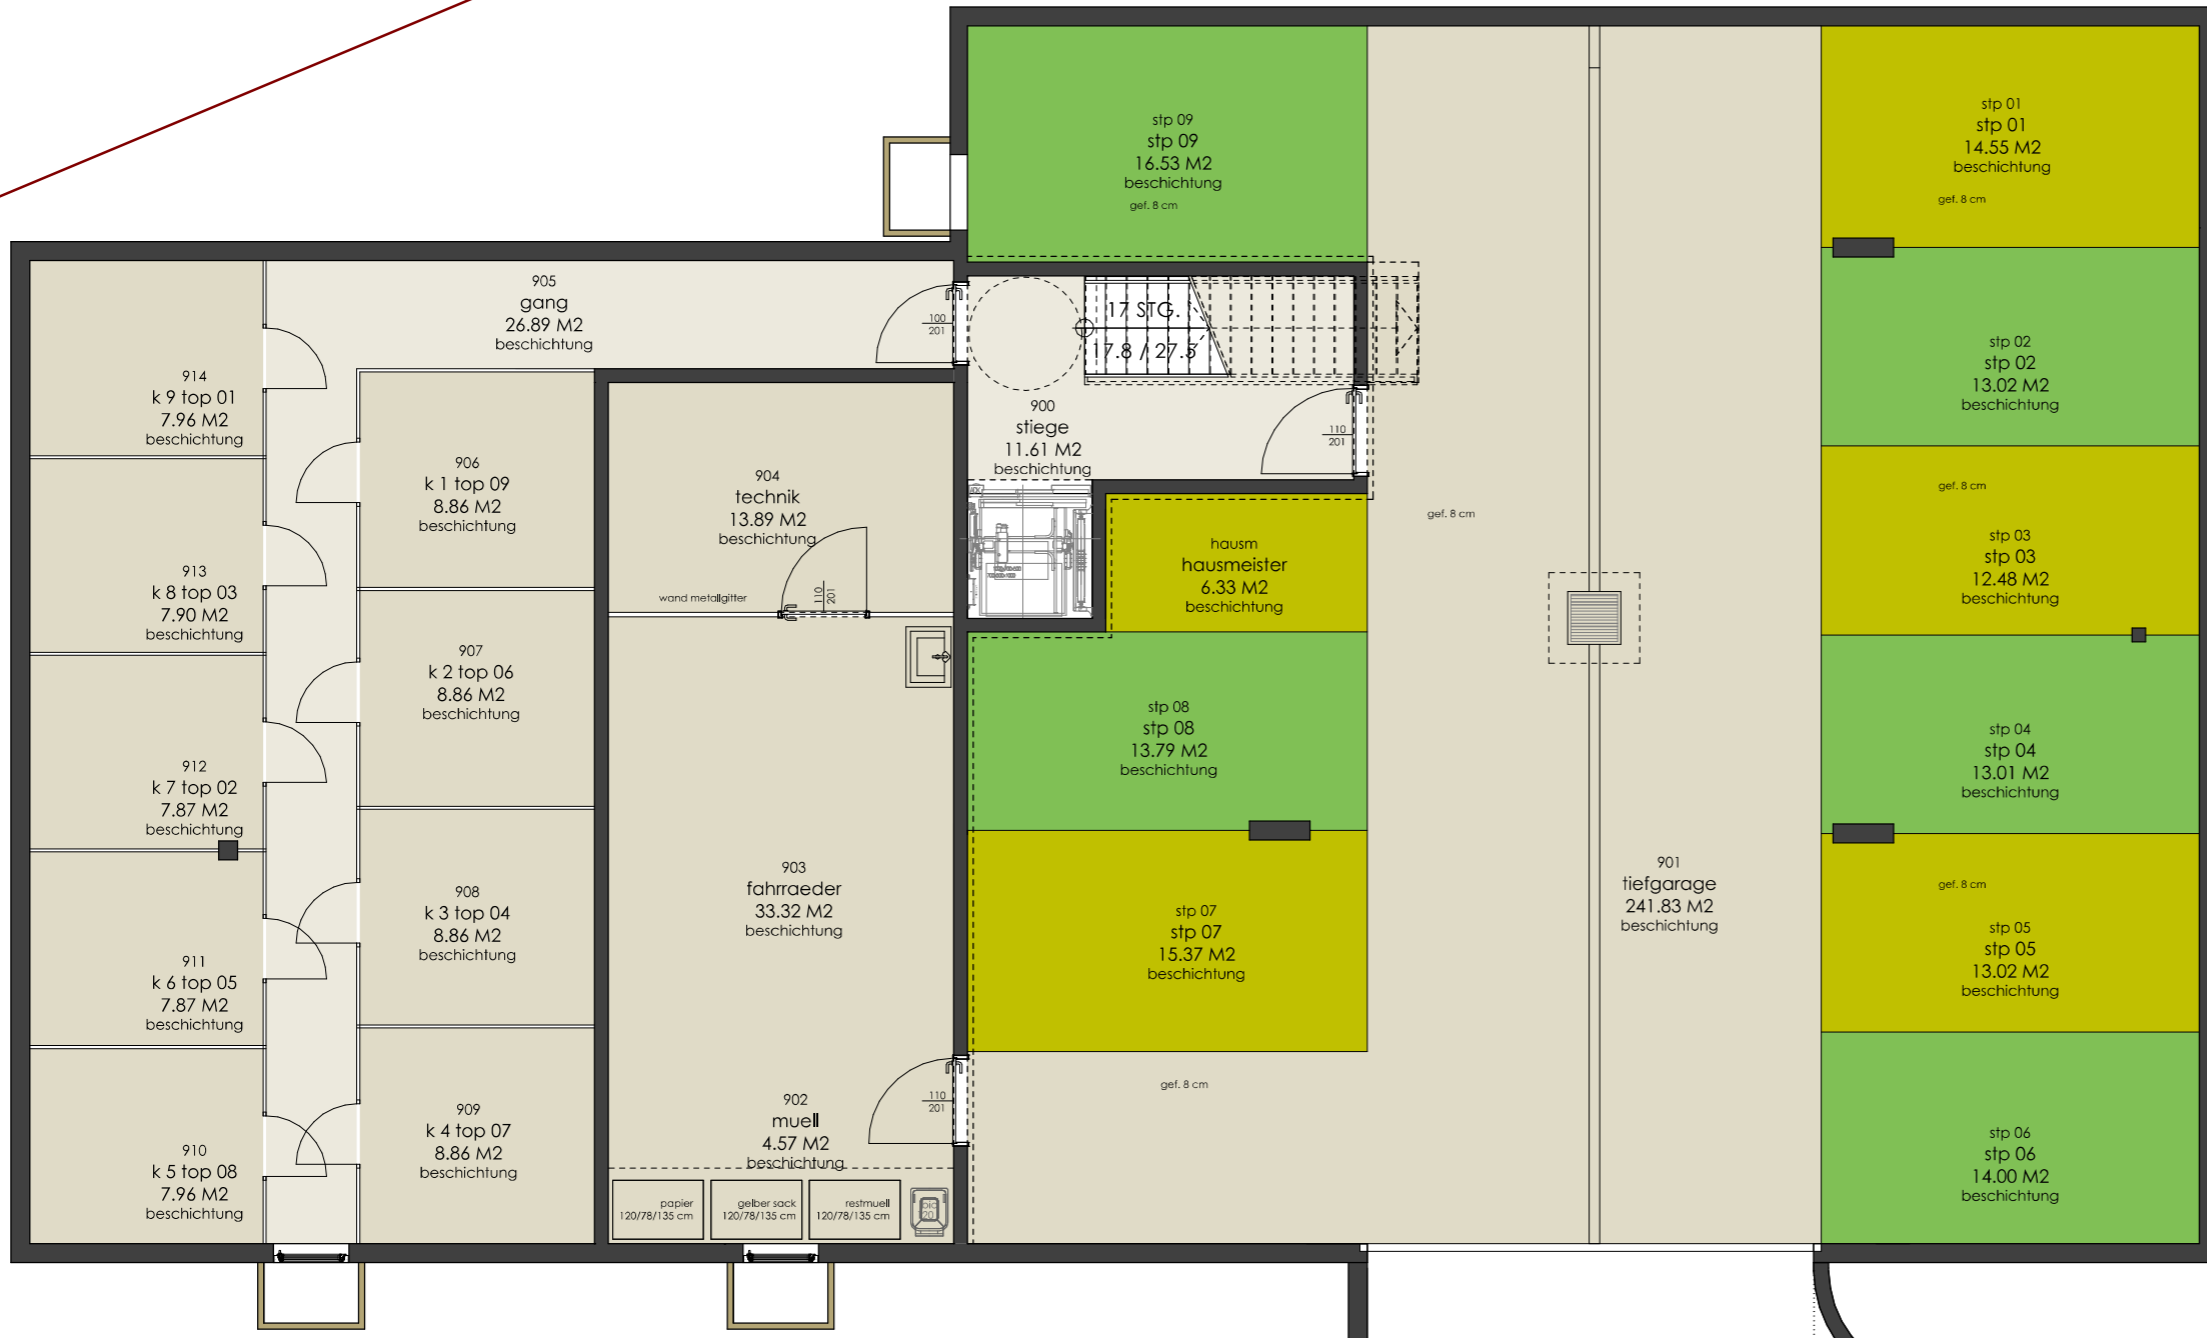 stp 09
stp 09
16.53 M2
beschichtung
gef. 8 cm
stp 01
stp 01
14.55 M2
beschichtung
gef. 8 cm
905
gang
26.89 M2
beschichtung
100
201
17 STG.
17.8 / 27.5
900
stiege
11.61 M2
beschichtung
110
201
stp 02
stp 02
13.02 M2
beschichtung
914
k 9 top 01
7.96 M2
beschichtung
906
k 1 top 09
8.86 M2
beschichtung
904
technik
13.89 M2
beschichtung
wand metallgitter
110
201
gef. 8 cm
gef. 8 cm
stp 03
stp 03
12.48 M2
beschichtung
hausm
hausmeister
6.33 M2
beschichtung
913
k 8 top 03
7.90 M2
beschichtung
907
k 2 top 06
8.86 M2
beschichtung
stp 08
stp 08
13.79 M2
beschichtung
stp 04
stp 04
13.01 M2
beschichtung
912
k 7 top 02
7.87 M2
beschichtung
908
k 3 top 04
8.86 M2
beschichtung
903
fahrraeder
33.32 M2
beschichtung
stp 07
stp 07
15.37 M2
beschichtung
901
tiefgarage
241.83 M2
beschichtung
gef. 8 cm
stp 05
stp 05
13.02 M2
beschichtung
911
k 6 top 05
7.87 M2
beschichtung
909
k 4 top 07
8.86 M2
beschichtung
902
muell
4.57 M2
beschichtung
110
201
gef. 8 cm
stp 06
stp 06
14.00 M2
beschichtung
910
k 5 top 08
7.96 M2
beschichtung
papier
120/78/135 cm
gelber sack
120/78/135 cm
restmuell
120/78/135 cm